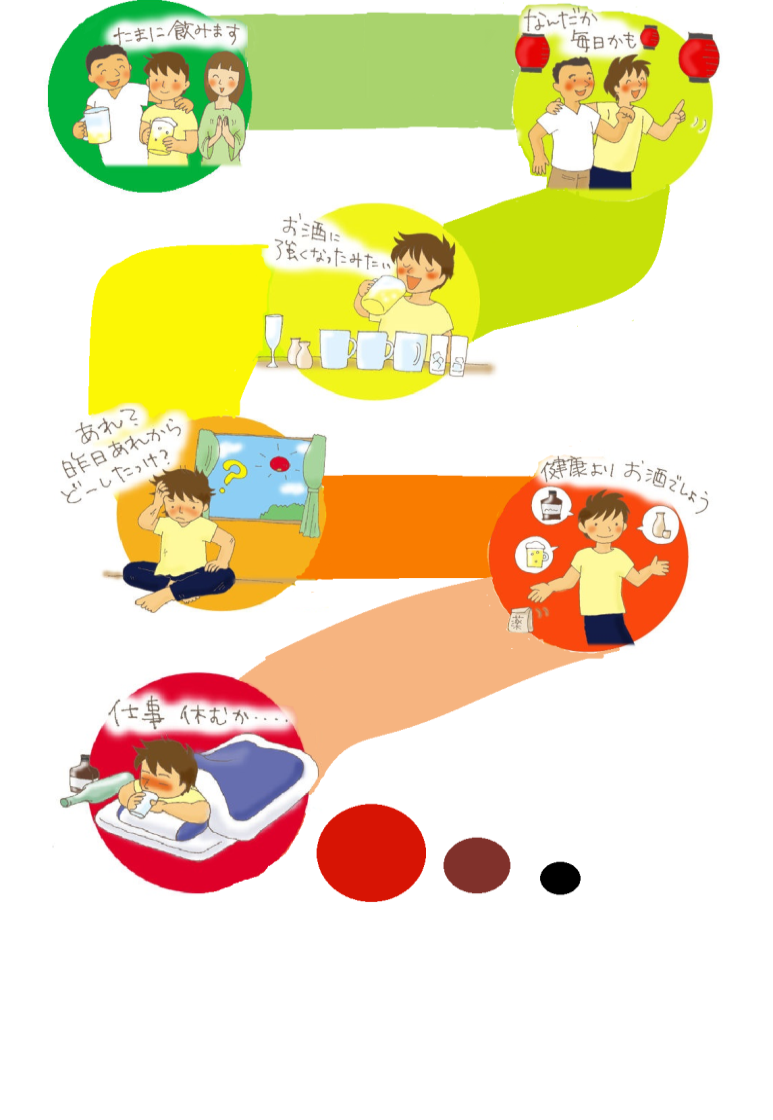 たまに飲みます
なんだか
毎日かも
お酒に
強くなったみたい
あれ?
昨日あれから
どーしたっけ?
健康よりお酒でしょう
薬
仕事 休むか････